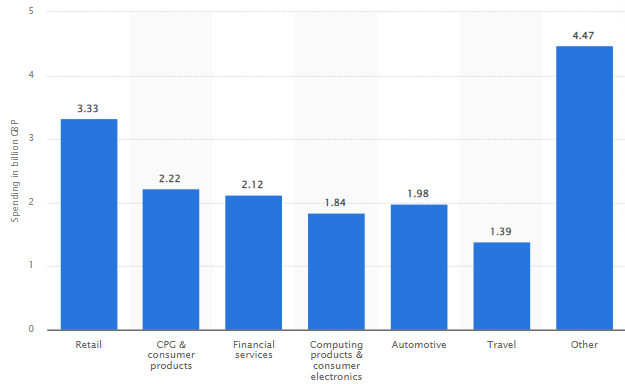 5
4
3
2
1
0
Spending in billion GBP
3.33
2.22
2.12
1.84
1.98
1.39
4.47
Retail
CPG &
consumer
products
Financial
services
Computing
products &
consumer
electronics
Automotive
Travel
Other